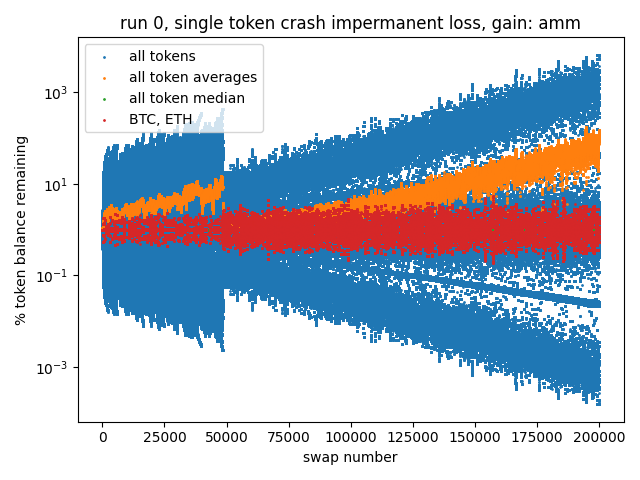 run 0, single token crash impermanent loss, gain: amm
all tokens
all token averages
all token median
BTC, ETH
% token balance remaining
10³
10¹
10⁻¹
10⁻³
0 25000 50000 75000 100000 125000 150000 175000 200000
swap number